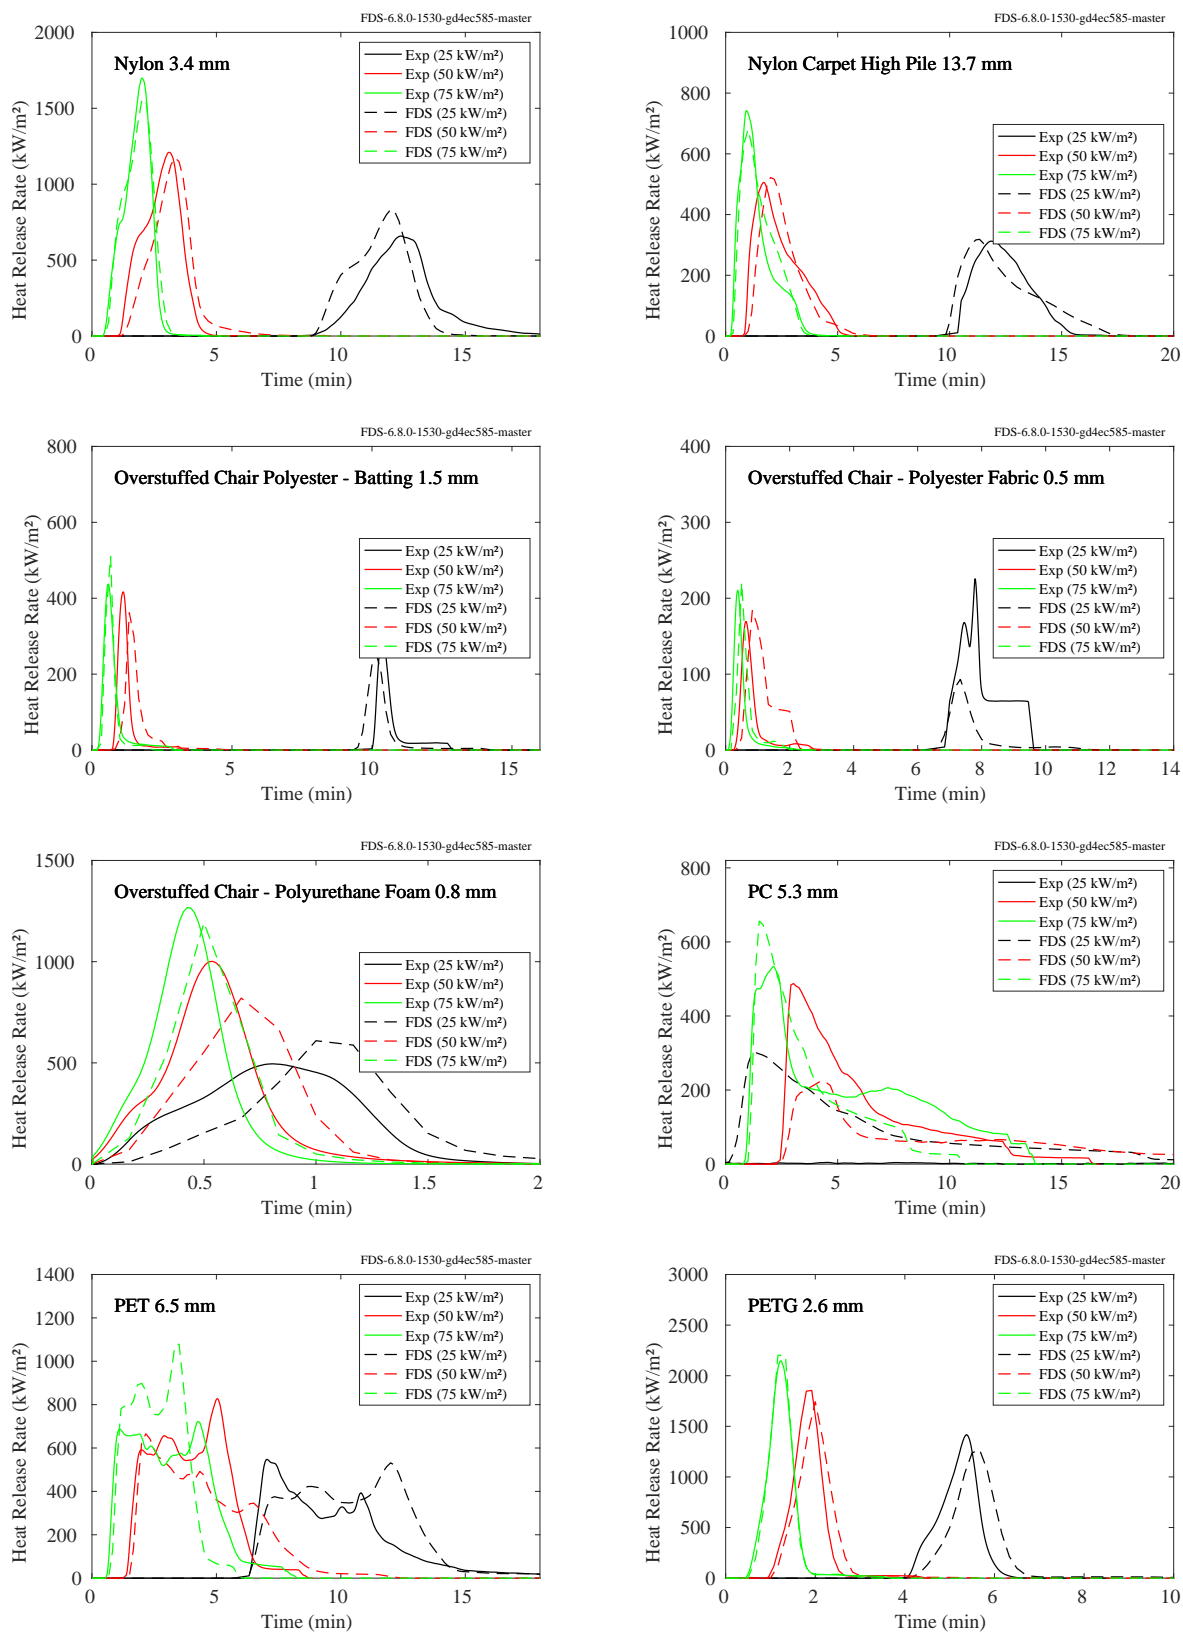 FDS-6.8.0-1530-gd4ec585-master
Nylon 3.4 mm
Exp (25 kW/m²)
Exp (50 kW/m²)
Exp (75 kW/m²)
FDS (25 kW/m²)
FDS (50 kW/m²)
FDS (75 kW/m²)
Heat Release Rate (kW/m²)
2000
1500
1000
500
0
0 5 10 15
Time (min)
FDS-6.8.0-1530-gd4ec585-master
Nylon Carpet High Pile 13.7 mm
Exp (25 kW/m²)
Exp (50 kW/m²)
Exp (75 kW/m²)
FDS (25 kW/m²)
FDS (50 kW/m²)
FDS (75 kW/m²)
Heat Release Rate (kW/m²)
1000
800
600
400
200
0
0 5 10 15 20
Time (min)
FDS-6.8.0-1530-gd4ec585-master
Overstuffed Chair Polyester - Batting 1.5 mm
Exp (25 kW/m²)
Exp (50 kW/m²)
Exp (75 kW/m²)
FDS (25 kW/m²)
FDS (50 kW/m²)
FDS (75 kW/m²)
Heat Release Rate (kW/m²)
800
600
400
200
0
0 5 10 15
Time (min)
FDS-6.8.0-1530-gd4ec585-master
Overstuffed Chair - Polyester Fabric 0.5 mm
Exp (25 kW/m²)
Exp (50 kW/m²)
Exp (75 kW/m²)
FDS (25 kW/m²)
FDS (50 kW/m²)
FDS (75 kW/m²)
Heat Release Rate (kW/m²)
400
300
200
100
0
0 2 4 6 8 10 12 14
Time (min)
FDS-6.8.0-1530-gd4ec585-master
Overstuffed Chair - Polyurethane Foam 0.8 mm
Exp (25 kW/m²)
Exp (50 kW/m²)
Exp (75 kW/m²)
FDS (25 kW/m²)
FDS (50 kW/m²)
FDS (75 kW/m²)
Heat Release Rate (kW/m²)
1500
1000
500
0
0 0.5 1 1.5 2
Time (min)
FDS-6.8.0-1530-gd4ec585-master
PC 5.3 mm
Exp (25 kW/m²)
Exp (50 kW/m²)
Exp (75 kW/m²)
FDS (25 kW/m²)
FDS (50 kW/m²)
FDS (75 kW/m²)
Heat Release Rate (kW/m²)
800
600
400
200
0
0 5 10 15 20
Time (min)
FDS-6.8.0-1530-gd4ec585-master
PET 6.5 mm
Exp (25 kW/m²)
Exp (50 kW/m²)
Exp (75 kW/m²)
FDS (25 kW/m²)
FDS (50 kW/m²)
FDS (75 kW/m²)
Heat Release Rate (kW/m²)
1400
1200
1000
800
600
400
200
0
0 5 10 15
Time (min)
FDS-6.8.0-1530-gd4ec585-master
PETG 2.6 mm
Exp (25 kW/m²)
Exp (50 kW/m²)
Exp (75 kW/m²)
FDS (25 kW/m²)
FDS (50 kW/m²)
FDS (75 kW/m²)
Heat Release Rate (kW/m²)
3000
2500
2000
1500
1000
500
0
0 2 4 6 8 10
Time (min)